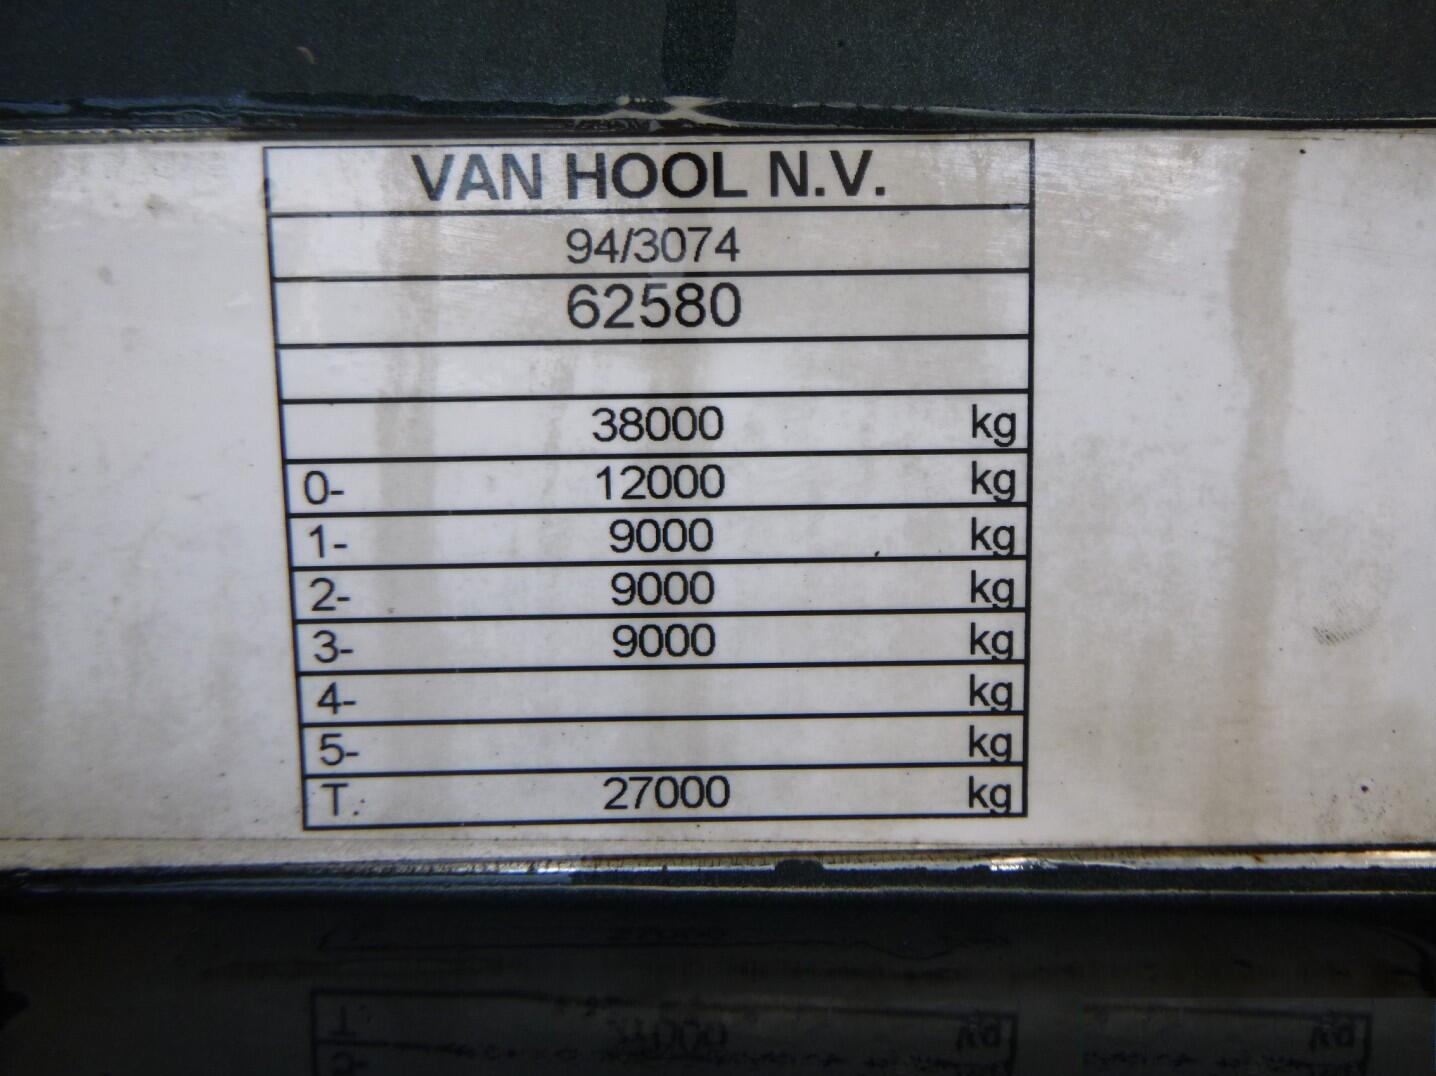 VAN HOOL N.V.
94/3074
62580
38000 kg
0- 12000 kg
1- 9000 kg
2- 9000 kg
3- 9000 kg
4- kg
5- kg
T. 27000 kg